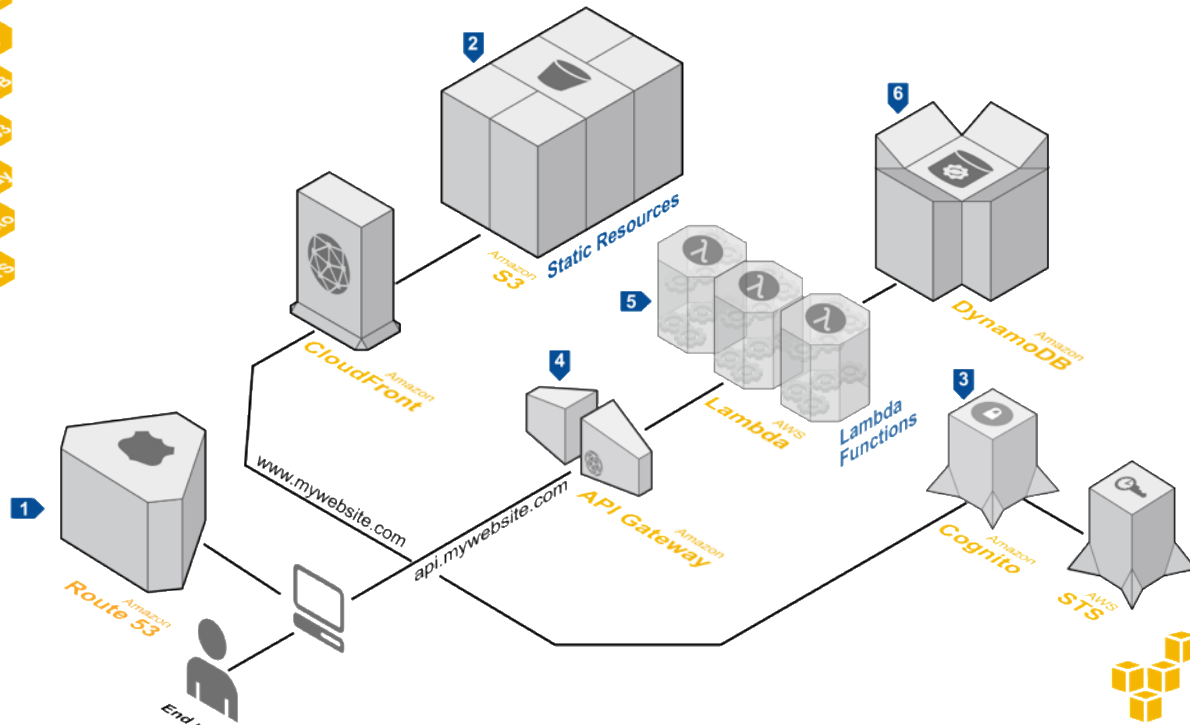 2
6
Amazon
S3
Static Resources
5
Amazon
DynamoDB
Amazon
CloudFront
4
3
AWS
Lambda
Lambda
Functions
1
www.mywebsite.com
api.mywebsite.com
Amazon
API Gateway
Amazon
Cognito
AWS
STS
Amazon
Route 53
End